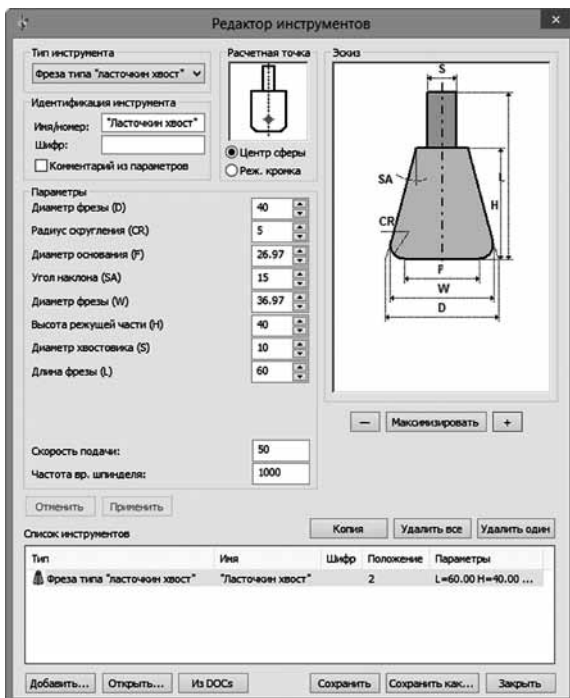 Редактор инструментов
Тип инструмента
Фреза типа "ласточкин хвост"
Идентификация инструмента
Имя/номер: "Ласточкин хвост"
Шифр:
Комментарий из параметров
Расчетная точка
Центр сферы
Реж. кромка
Эскиз
S
SA
L
H
CR
F
W
D
Параметры
Диаметр фрезы (D) 40
Радиус скругления (CR) 5
Диаметр основания (F) 26.97
Угол наклона (SA) 15
Диаметр фрезы (W) 36.97
Высота режущей части (H) 40
Диаметр хвостовика (S) 10
Длина фрезы (L) 60
Скорость подачи: 50
Частота вр. шпинделя: 1000
— Максимизировать +
Отменить Применить
Список инструментов
Копия Удалить все Удалить один
Тип Имя Шифр Положение Параметры
Фреза типа "ласточкин хвост" "Ласточкин хвост" 2 L=60.00 H=40.00 ...
Добавить... Открыть... Из DOCs Сохранить Сохранить как... Закрыть